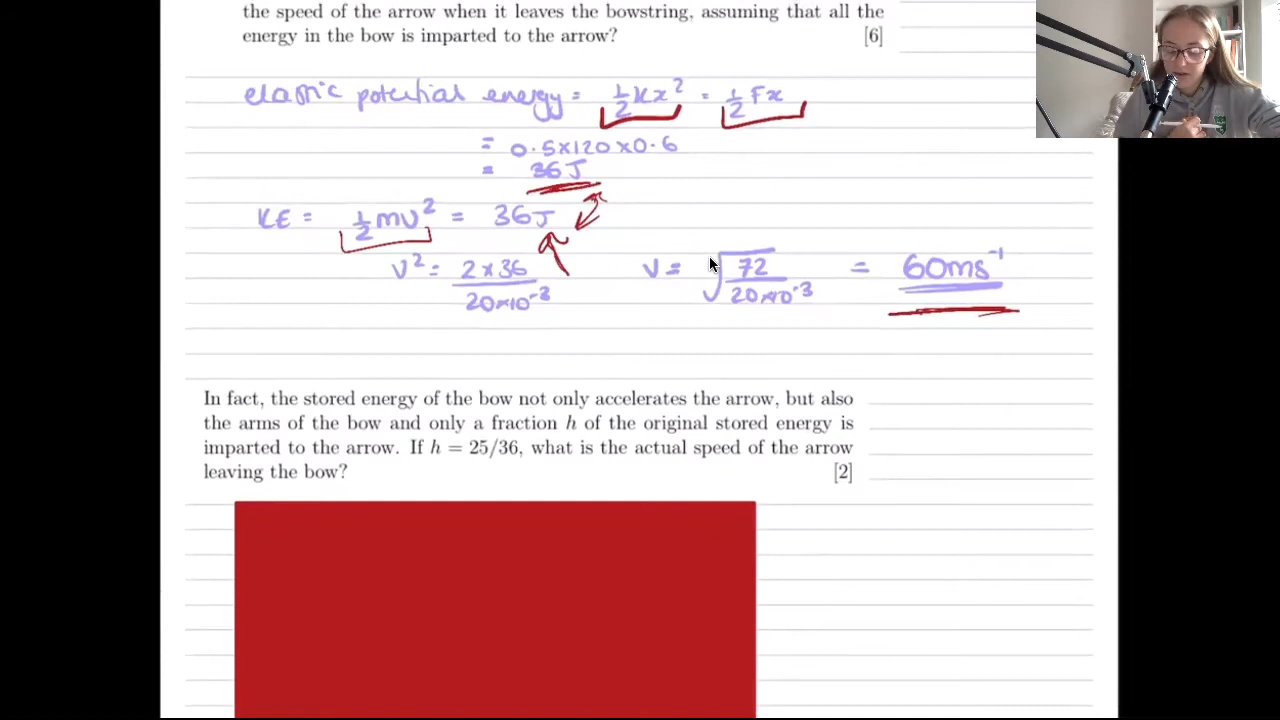 the speed of the arrow when it leaves the bowstring, assuming that all the
energy in the bow is imparted to the arrow? [6]
elastic potential energy = ½kx² = ½Fx
= 0.5×120×0.6
= 36J
KE = ½mv² = 36J
v² = 2×36 / 20×10⁻³ v = √72 / 20×10⁻³ = 60ms⁻¹
In fact, the stored energy of the bow not only accelerates the arrow, but also
the arms of the bow and only a fraction h of the original stored energy is
imparted to the arrow. If h = 25/36, what is the actual speed of the arrow
leaving the bow? [2]